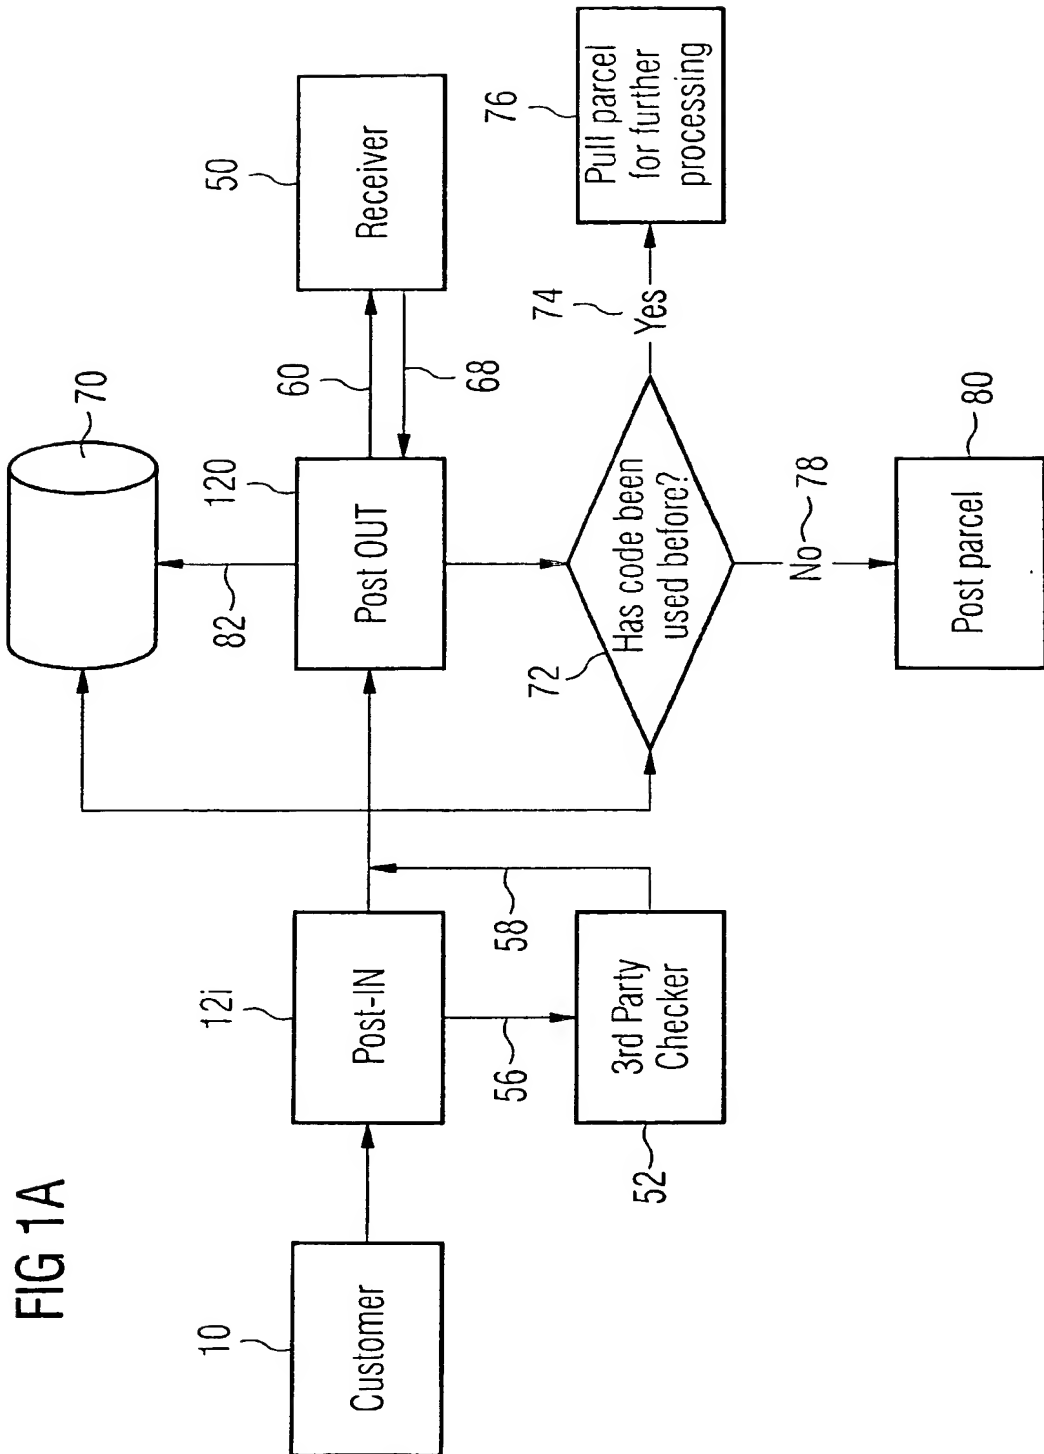 FIG 1A
70
82
10
Customer
12i
Post-IN
120
Post OUT
60
68
50
Receiver
56
58
52
3rd Party
Checker
72
Has code been
used before?
74
Yes
76
Pull parcel
for further
processing
No
78
Post parcel
80